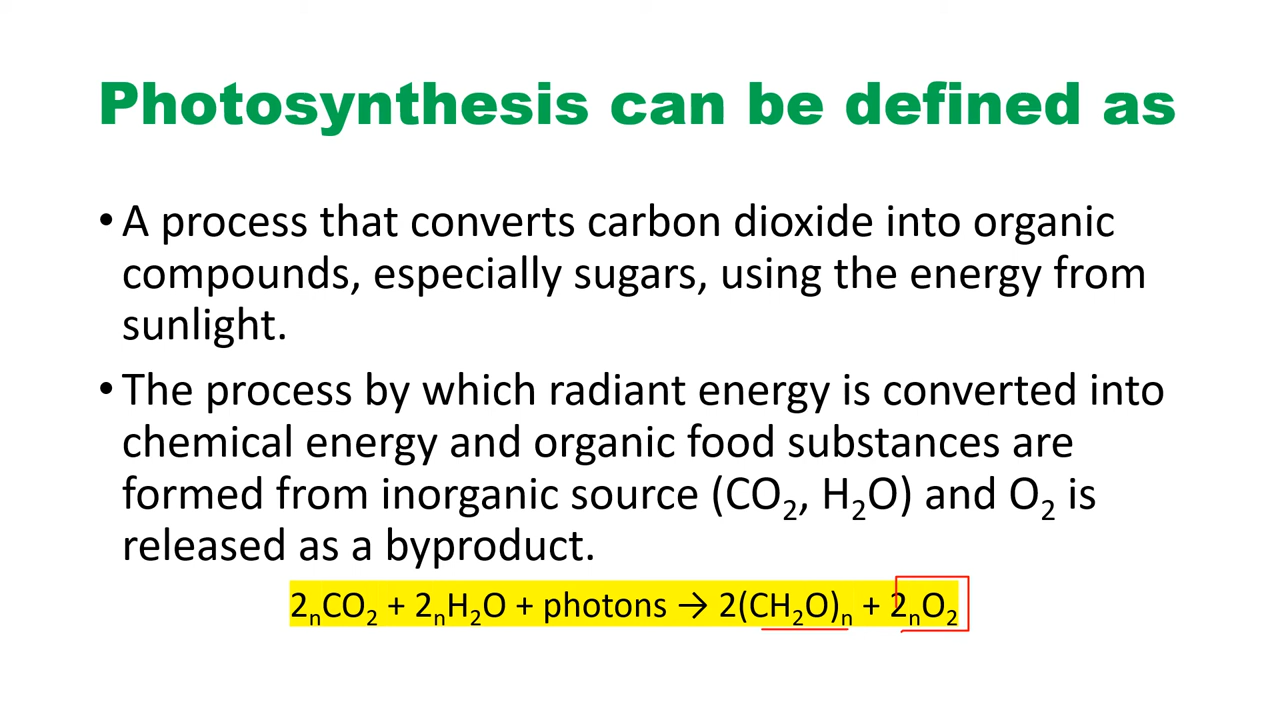 Photosynthesis can be defined as
• A process that converts carbon dioxide into organic
compounds, especially sugars, using the energy from
sunlight.
• The process by which radiant energy is converted into
chemical energy and organic food substances are
formed from inorganic source (CO₂, H₂O) and O₂ is
released as a byproduct.
2ₙCO₂ + 2ₙH₂O + photons → 2(CH₂O)ₙ + 2ₙO₂